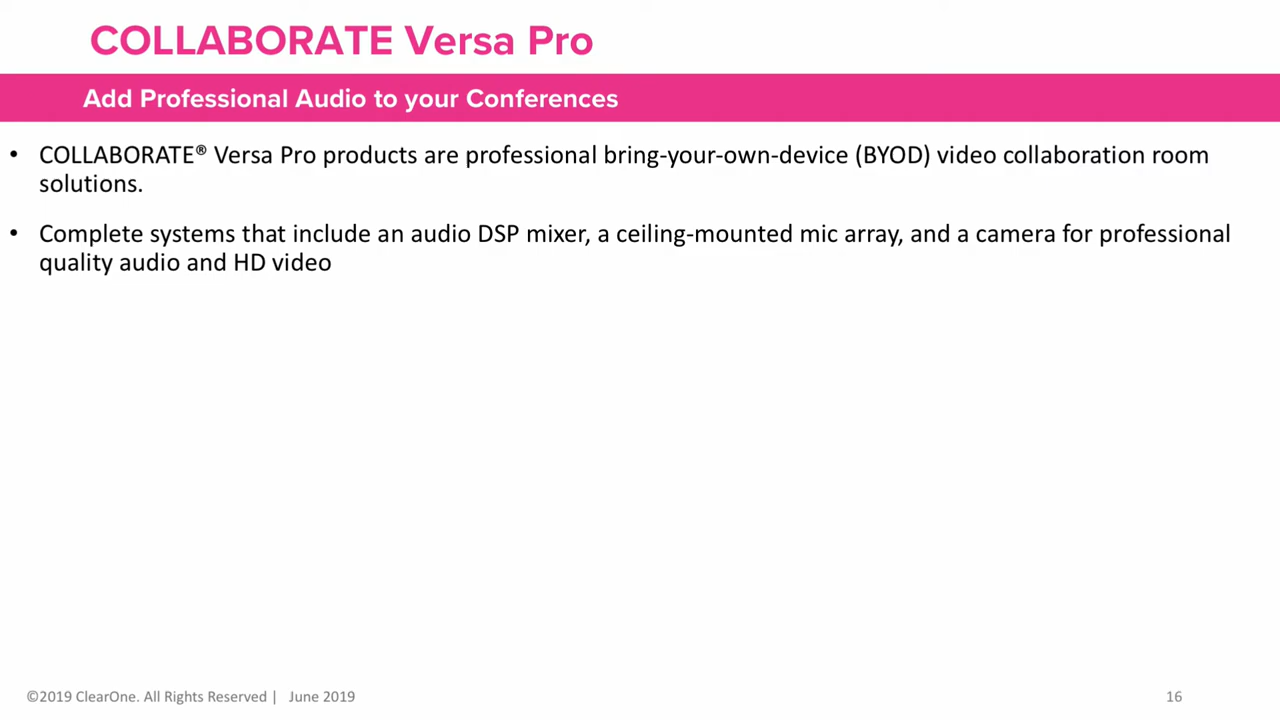 COLLABORATE Versa Pro
Add Professional Audio to your Conferences
• COLLABORATE® Versa Pro products are professional bring-your-own-device (BYOD) video collaboration room
solutions.
• Complete systems that include an audio DSP mixer, a ceiling-mounted mic array, and a camera for professional
quality audio and HD video
©2019 ClearOne. All Rights Reserved | June 2019
16